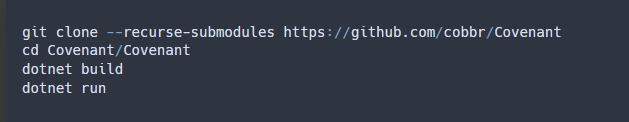 git clone --recurse-submodules https://github.com/cobbr/Covenant
cd Covenant/Covenant
dotnet build
dotnet run